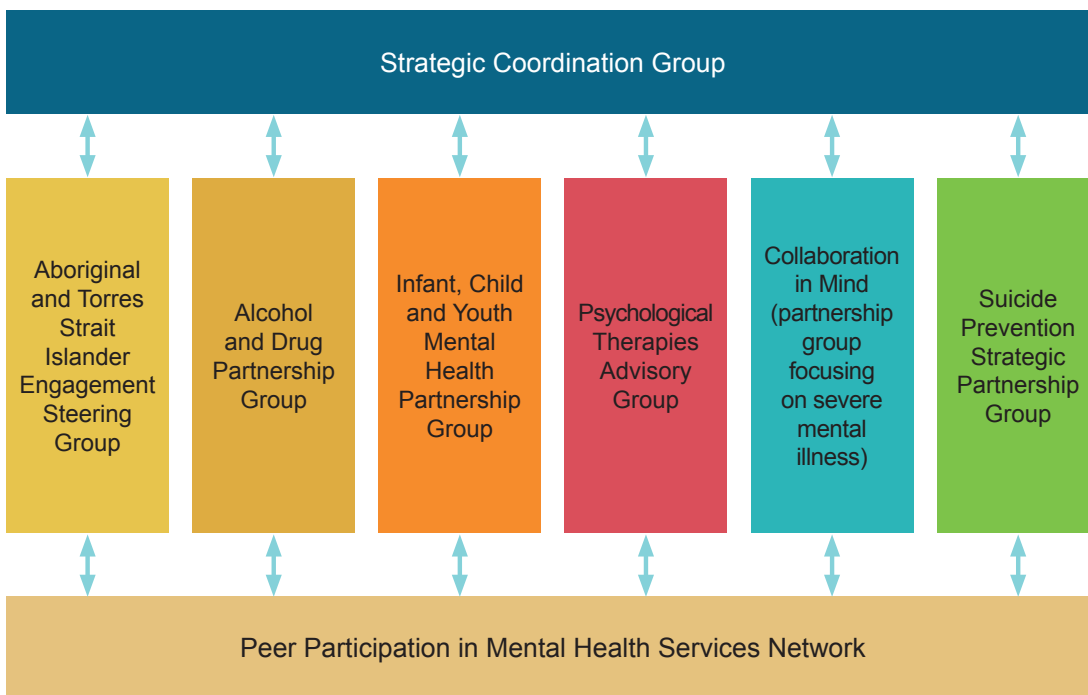 Strategic Coordination Group
Aboriginal
and Torres
Strait
Islander
Engagement
Steering
Group
Alcohol
and Drug
Partnership
Group
Infant, Child
and Youth
Mental
Health
Partnership
Group
Psychological
Therapies
Advisory
Group
Collaboration
in Mind
(partnership
group
focusing
on severe
mental
illness)
Suicide
Prevention
Strategic
Partnership
Group
Peer Participation in Mental Health Services Network